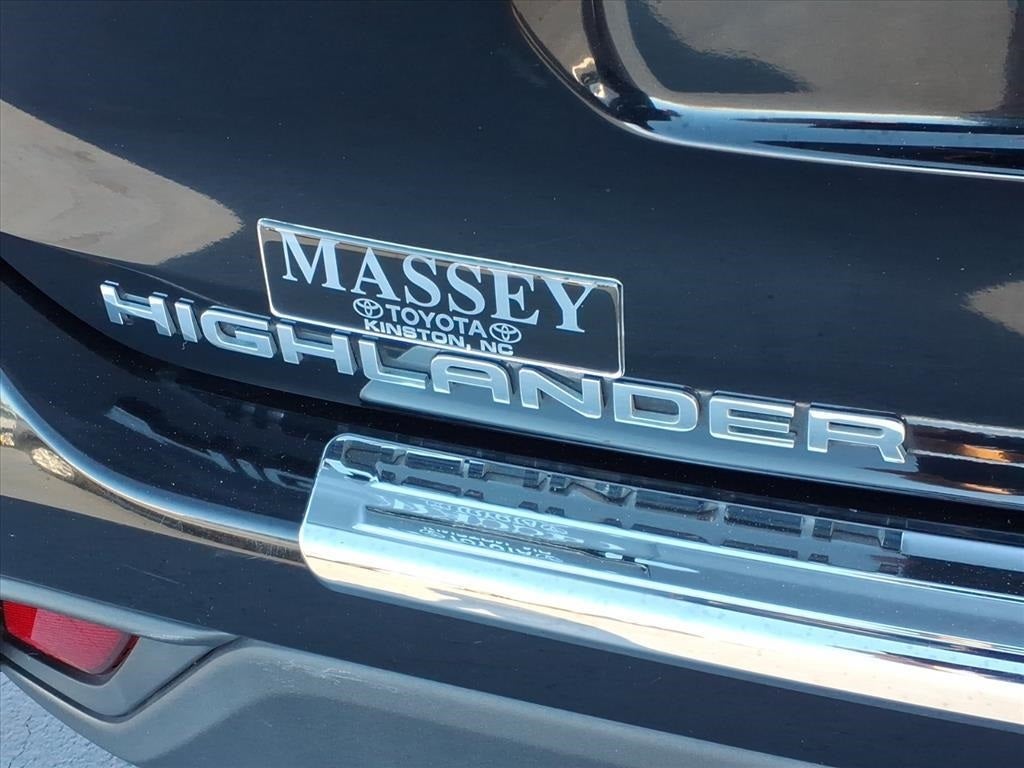 MASSEY
TOYOTA
KINSTON, NC
HIGHLANDER